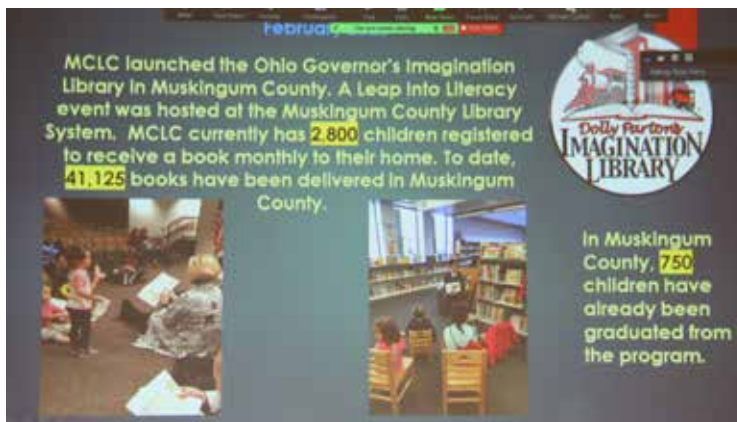 February
MCLC launched the Ohio Governor's Imagination
Library in Muskingum County. A Leap Into Literacy
event was hosted at the Muskingum County Library
System. MCLC currently has 2,800 children registered
to receive a book monthly to their home. To date,
41,125 books have been delivered in Muskingum
County.
Dolly Parton's
IMAGINATION
LIBRARY
In Muskingum
County, 750
children have
already been
graduated from
the program.